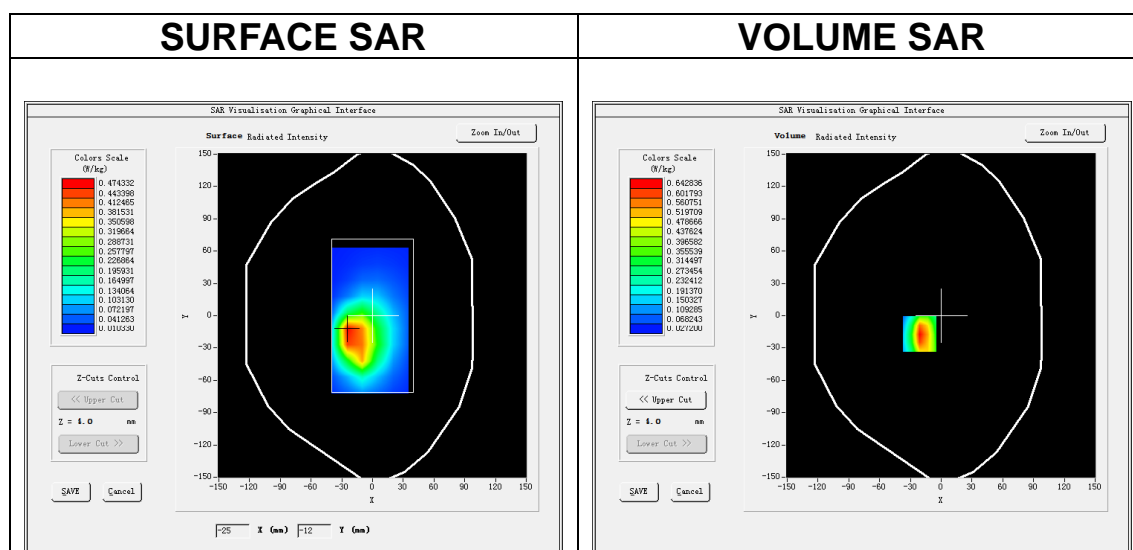 SURFACE SAR
VOLUME SAR
SAR Visualisation Graphical Interface
Surface Radiated Intensity
Zoom In/Out
Colors Scale
(W/kg)
0.474332
0.443398
0.412465
0.381531
0.350598
0.319664
0.288731
0.257797
0.226864
0.195931
0.164997
0.134064
0.103130
0.072197
0.041263
0.010330
Z-Cuts Control
<< Upper Cut
Z = 4.0 mm
Lower Cut >>
SAVE
Cancel
150
120
90
60
30
0
-30
-60
-90
-120
-150
Y
-150 -120 -90 -60 -30 0 30 60 90 120 150
X
-25 X (mm) -12 Y (mm)
SAR Visualisation Graphical Interface
Volume Radiated Intensity
Zoom In/Out
Colors Scale
(W/kg)
0.642836
0.601793
0.560751
0.519709
0.478666
0.437624
0.396582
0.355539
0.314497
0.273454
0.232412
0.191370
0.150327
0.109285
0.068243
0.027200
Z-Cuts Control
<< Upper Cut
Z = 4.0 mm
Lower Cut >>
SAVE
Cancel
150
120
90
60
30
0
-30
-60
-90
-120
-150
Y
-150 -120 -90 -60 -30 0 30 60 90 120 150
X